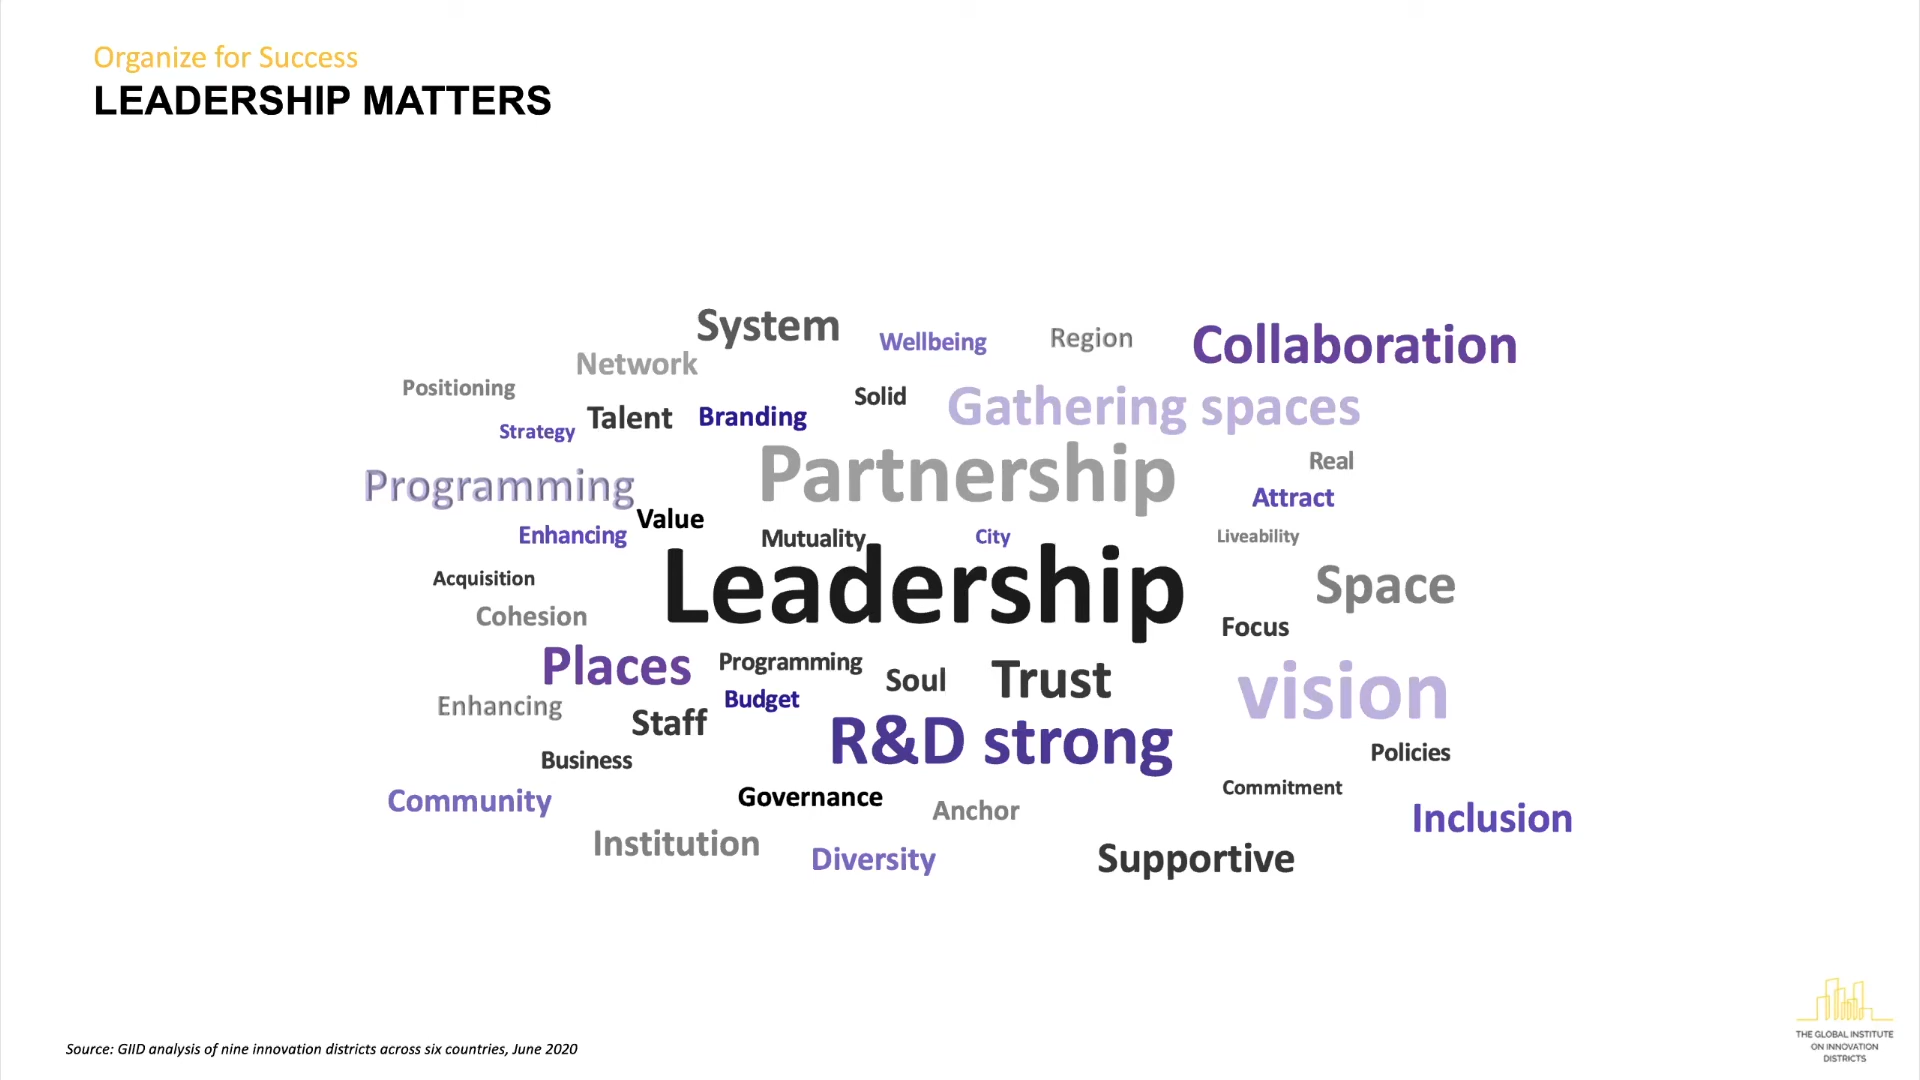 Organize for Success
LEADERSHIP MATTERS
System
Wellbeing
Region
Collaboration
Network
Positioning
Solid
Gathering spaces
Talent
Branding
Strategy
Partnership
Real
Programming
Attract
Value
Enhancing
Mutuality
City
Liveability
Acquisition
Leadership
Space
Cohesion
Focus
Places
Programming
Soul
Trust
vision
Budget
Enhancing
Staff
R&D strong
Business
Policies
Commitment
Community
Governance
Anchor
Inclusion
Institution
Diversity
Supportive
Source: GIID analysis of nine innovation districts across six countries, June 2020
THE GLOBAL INSTITUTE
ON INNOVATION
DISTRICTS